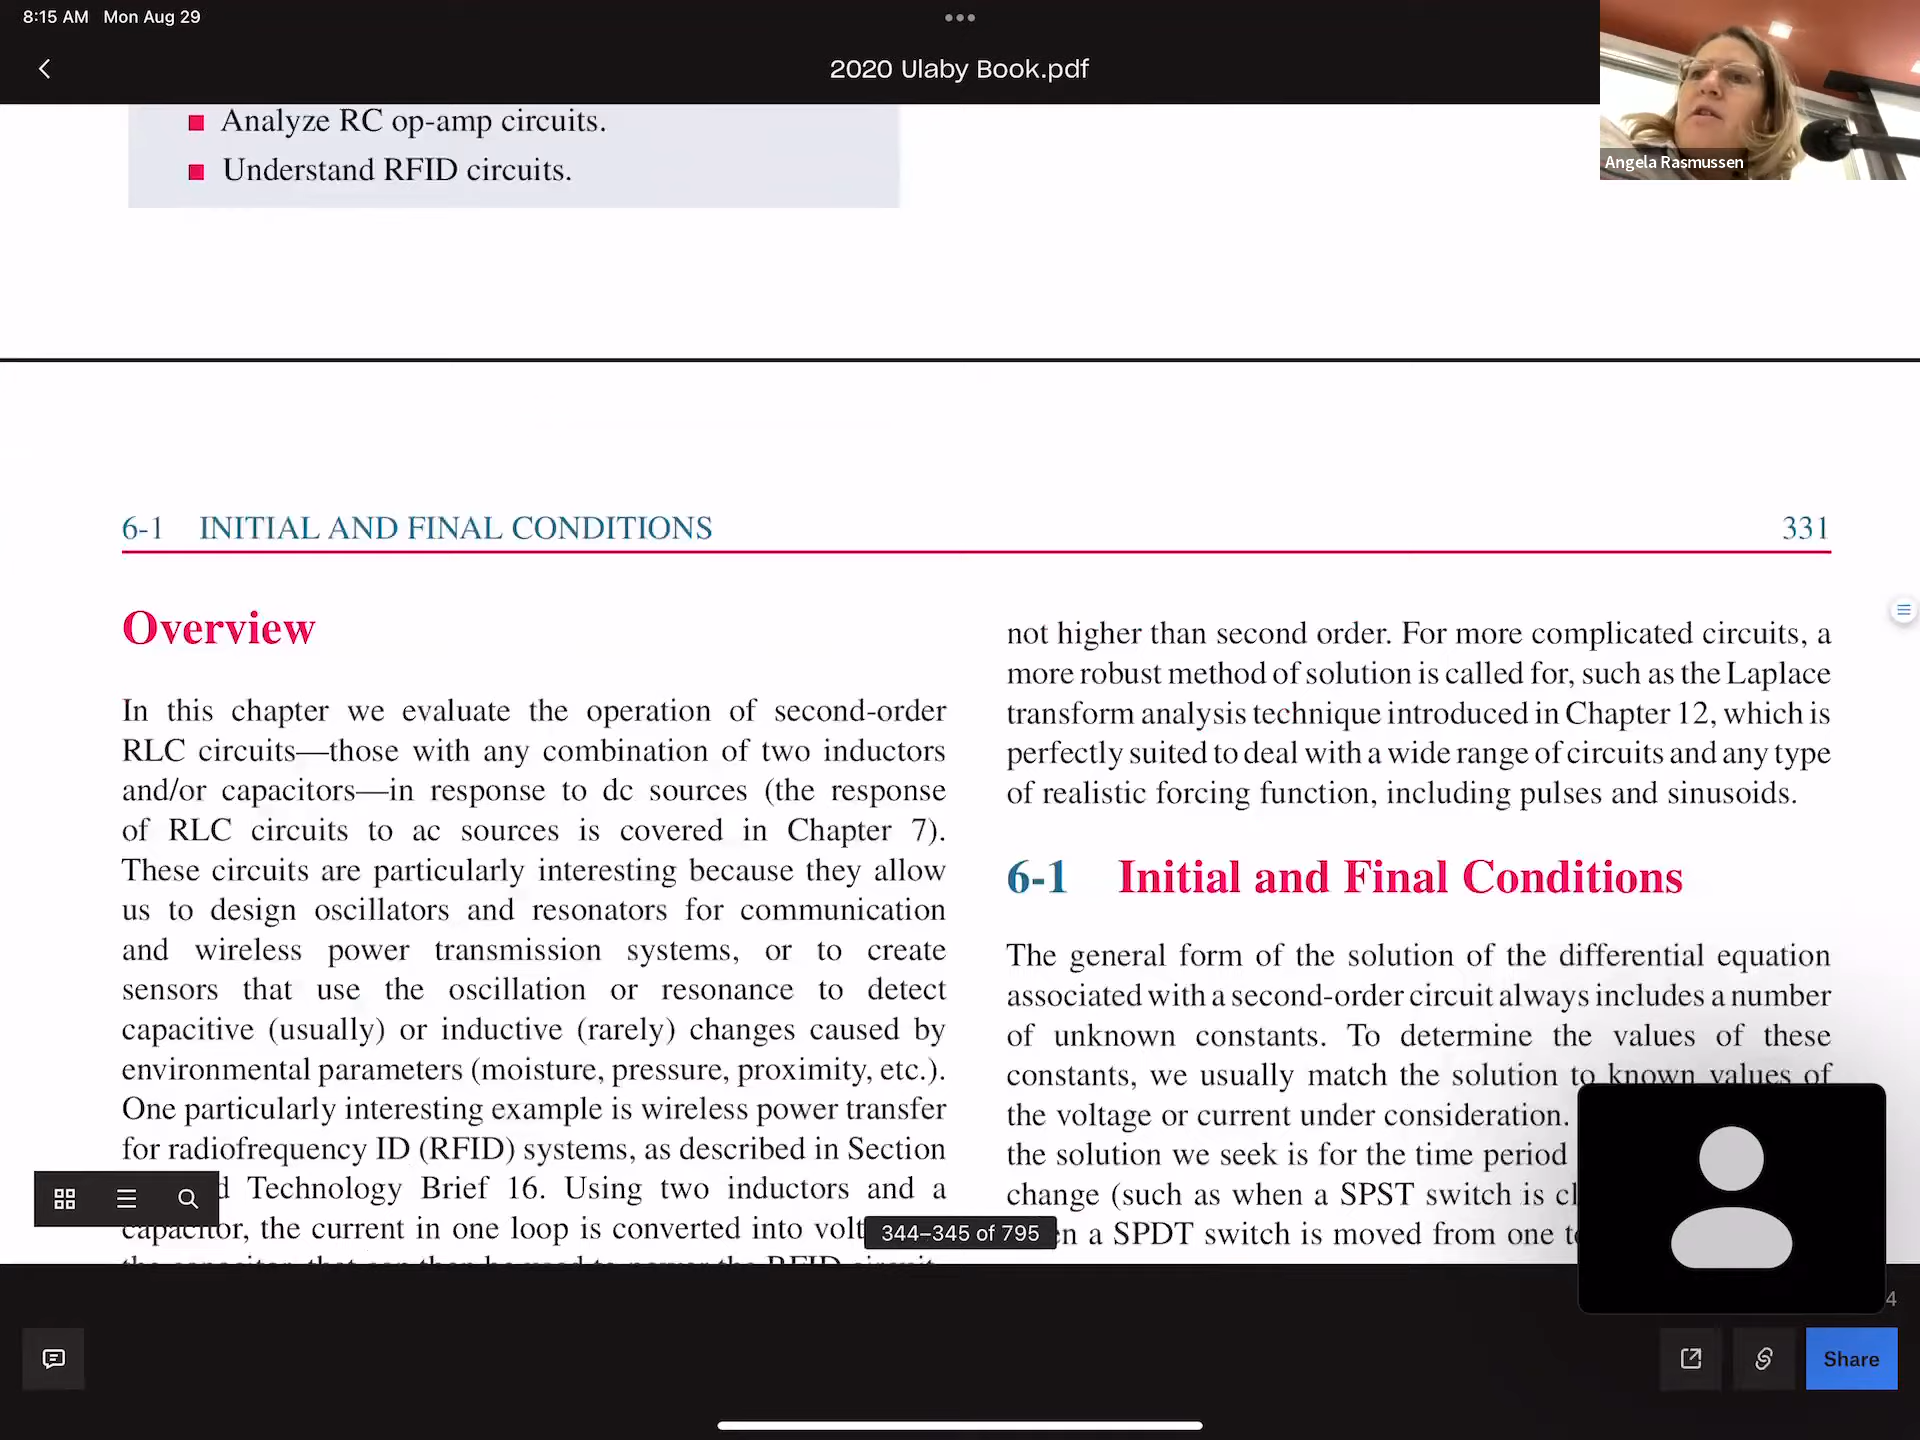 8:15 AM Mon Aug 29
2020 Ulaby Book.pdf
Angela Rasmussen
Analyze RC op-amp circuits.
Understand RFID circuits.
6-1 INITIAL AND FINAL CONDITIONS
331
Overview
In this chapter we evaluate the operation of second-order
RLC circuits—those with any combination of two inductors
and/or capacitors—in response to dc sources (the response
of RLC circuits to ac sources is covered in Chapter 7).
These circuits are particularly interesting because they allow
us to design oscillators and resonators for communication
and wireless power transmission systems, or to create
sensors that use the oscillation or resonance to detect
capacitive (usually) or inductive (rarely) changes caused by
environmental parameters (moisture, pressure, proximity, etc.).
One particularly interesting example is wireless power transfer
for radiofrequency ID (RFID) systems, as described in Section
Technology Brief 16. Using two inductors and a
capacitor, the current in one loop is converted into
not higher than second order. For more complicated circuits, a
more robust method of solution is called for, such as the Laplace
transform analysis technique introduced in Chapter 12, which is
perfectly suited to deal with a wide range of circuits and any type
of realistic forcing function, including pulses and sinusoids.
6-1 Initial and Final Conditions
The general form of the solution of the differential equation
associated with a second-order circuit always includes a number
of unknown constants. To determine the values of these
constants, we usually match the solution to known values of
the voltage or current under consideration.
the solution we seek is for the time period
change (such as when a SPST switch is
a SPDT switch is moved from one
344–345 of 795
4
Share